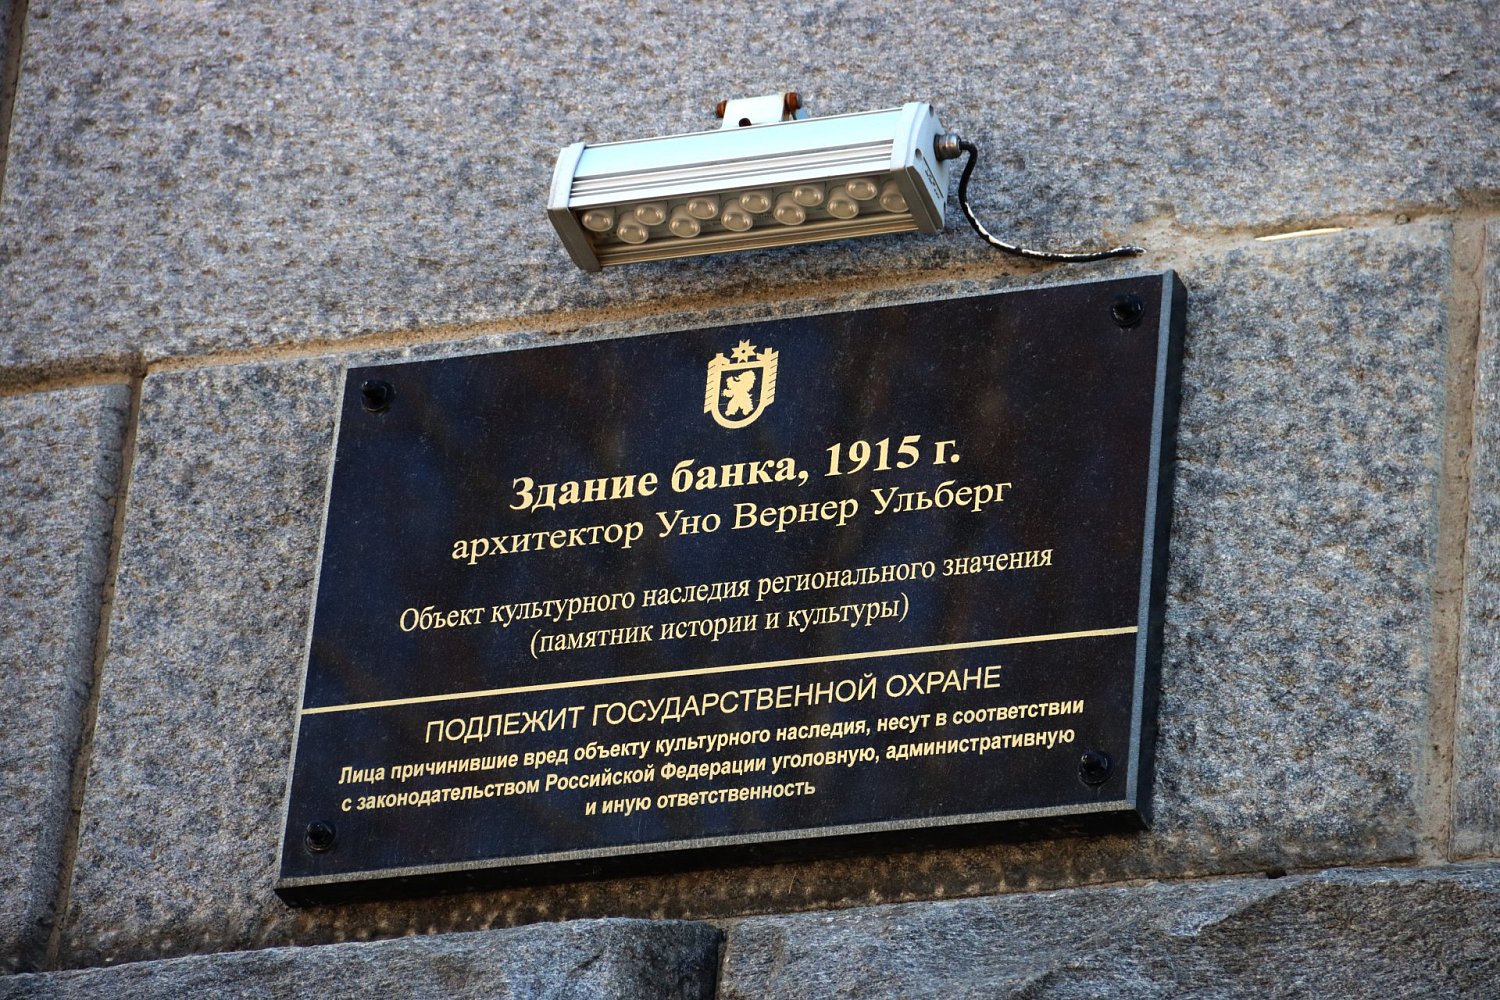 Здание банка, 1915 г.
архитектор Уно Вернер Ульберг
Объект культурного наследия регионального значения
(памятник истории и культуры)
ПОДЛЕЖИТ ГОСУДАРСТВЕННОЙ ОХРАНЕ
Лица причинившие вред объекту культурного наследия, несут в соответствии
с законодательством Российской Федерации уголовную, административную
и иную ответственность